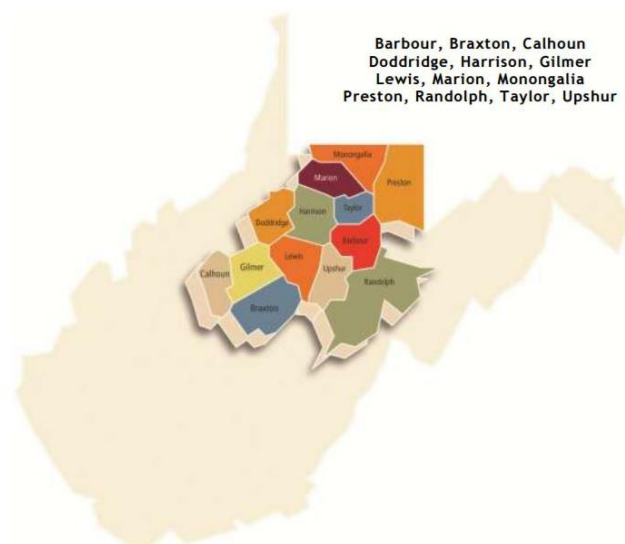 Barbour, Braxton, Calhoun
Doddridge, Harrison, Gilmer
Lewis, Marion, Monongalia
Preston, Randolph, Taylor, Upshur
Monongalia
Marion
Preston
Taylor
Harrison
Doddridge
Barbour
Lewis
Gilmer
Upshur
Calhoun
Randolph
Braxton